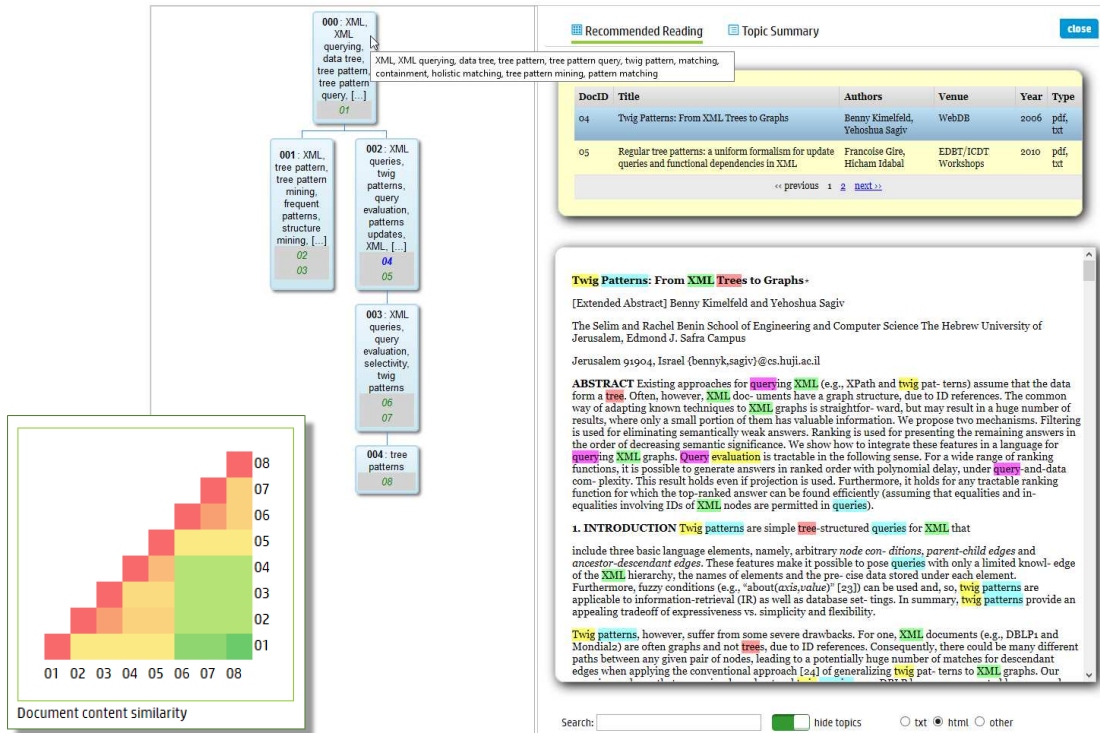 000 : XML,
XML
querying,
data tree,
tree pattern,
tree pattern
query, [...]
01
XML, XML querying, data tree, tree pattern, tree pattern query, twig pattern, matching,
containment, holistic matching, tree pattern mining, pattern matching
001 : XML,
tree pattern,
tree pattern
mining,
frequent
patterns,
structure
mining, [...]
02
03
002 : XML
queries,
twig
patterns,
query
evaluation,
patterns
updates,
XML, [...]
04
05
003 : XML
queries,
query
evaluation,
selectivity,
twig
patterns
06
07
004 : tree
patterns
08
08
07
06
05
04
03
02
01
01 02 03 04 05 06 07 08
Document content similarity
Recommended Reading Topic Summary close
DocID Title Authors Venue Year Type
04 Twig Patterns: From XML Trees to Graphs Benny Kimelfeld, WebDB 2006 pdf,
Yehoshua Sagiv txt
05 Regular tree patterns: a uniform formalism for update Francoise Gire, EDBT/ICDT 2010 pdf,
queries and functional dependencies in XML Hicham Idabal Workshops txt
‹‹ previous 1 2 next ››
Twig Patterns: From XML Trees to Graphs*
[Extended Abstract] Benny Kimelfeld and Yehoshua Sagiv
The Selim and Rachel Benin School of Engineering and Computer Science The Hebrew University of
Jerusalem, Edmond J. Safra Campus
Jerusalem 91904, Israel {bennyk,sagiv}@cs.huji.ac.il
ABSTRACT Existing approaches for querying XML (e.g., XPath and twig pat- terns) assume that the data
form a tree. Often, however, XML doc- uments have a graph structure, due to ID references. The common
way of adapting known techniques to XML graphs is straightfor- ward, but may result in a huge number of
results, where only a small portion of them has valuable information. We propose two mechanisms. Filtering
is used for eliminating semantically weak answers. Ranking is used for presenting the remaining answers in
the order of decreasing semantic significance. We show how to integrate these features in a language for
querying XML graphs. Query evaluation is tractable in the following sense. For a wide range of ranking
functions, it is possible to generate answers in ranked order with polynomial delay, under query-and-data
com- plexity. This result holds even if projection is used. Furthermore, it holds for any tractable ranking
function for which the top-ranked answer can be found efficiently (assuming that equalities and in-
equalities involving IDs of XML nodes are permitted in queries).
1. INTRODUCTION Twig patterns are simple tree-structured queries for XML that
include three basic language elements, namely, arbitrary node con- ditions, parent-child edges and
ancestor-descendant edges. These features make it possible to pose queries with only a limited knowl- edge
of the XML hierarchy, the names of elements and the pre- cise data stored under each element.
Furthermore, fuzzy conditions (e.g., “about(axis,value)” [23]) can be used and, so, twig patterns are
applicable to information-retrieval (IR) as well as database set- tings. In summary, twig patterns provide an
appealing tradeoff of expressiveness vs. simplicity and flexibility.
Twig patterns, however, suffer from some severe drawbacks. For one, XML documents (e.g., DBLP1 and
Mondial2) are often graphs and not trees, due to ID references. Consequently, there could be many different
paths between any given pair of nodes, leading to a potentially huge number of matches for descendant
edges when applying the conventional approach [24] of generalizing twig pat- terns to XML graphs. Our
Search: hide topics txt html other